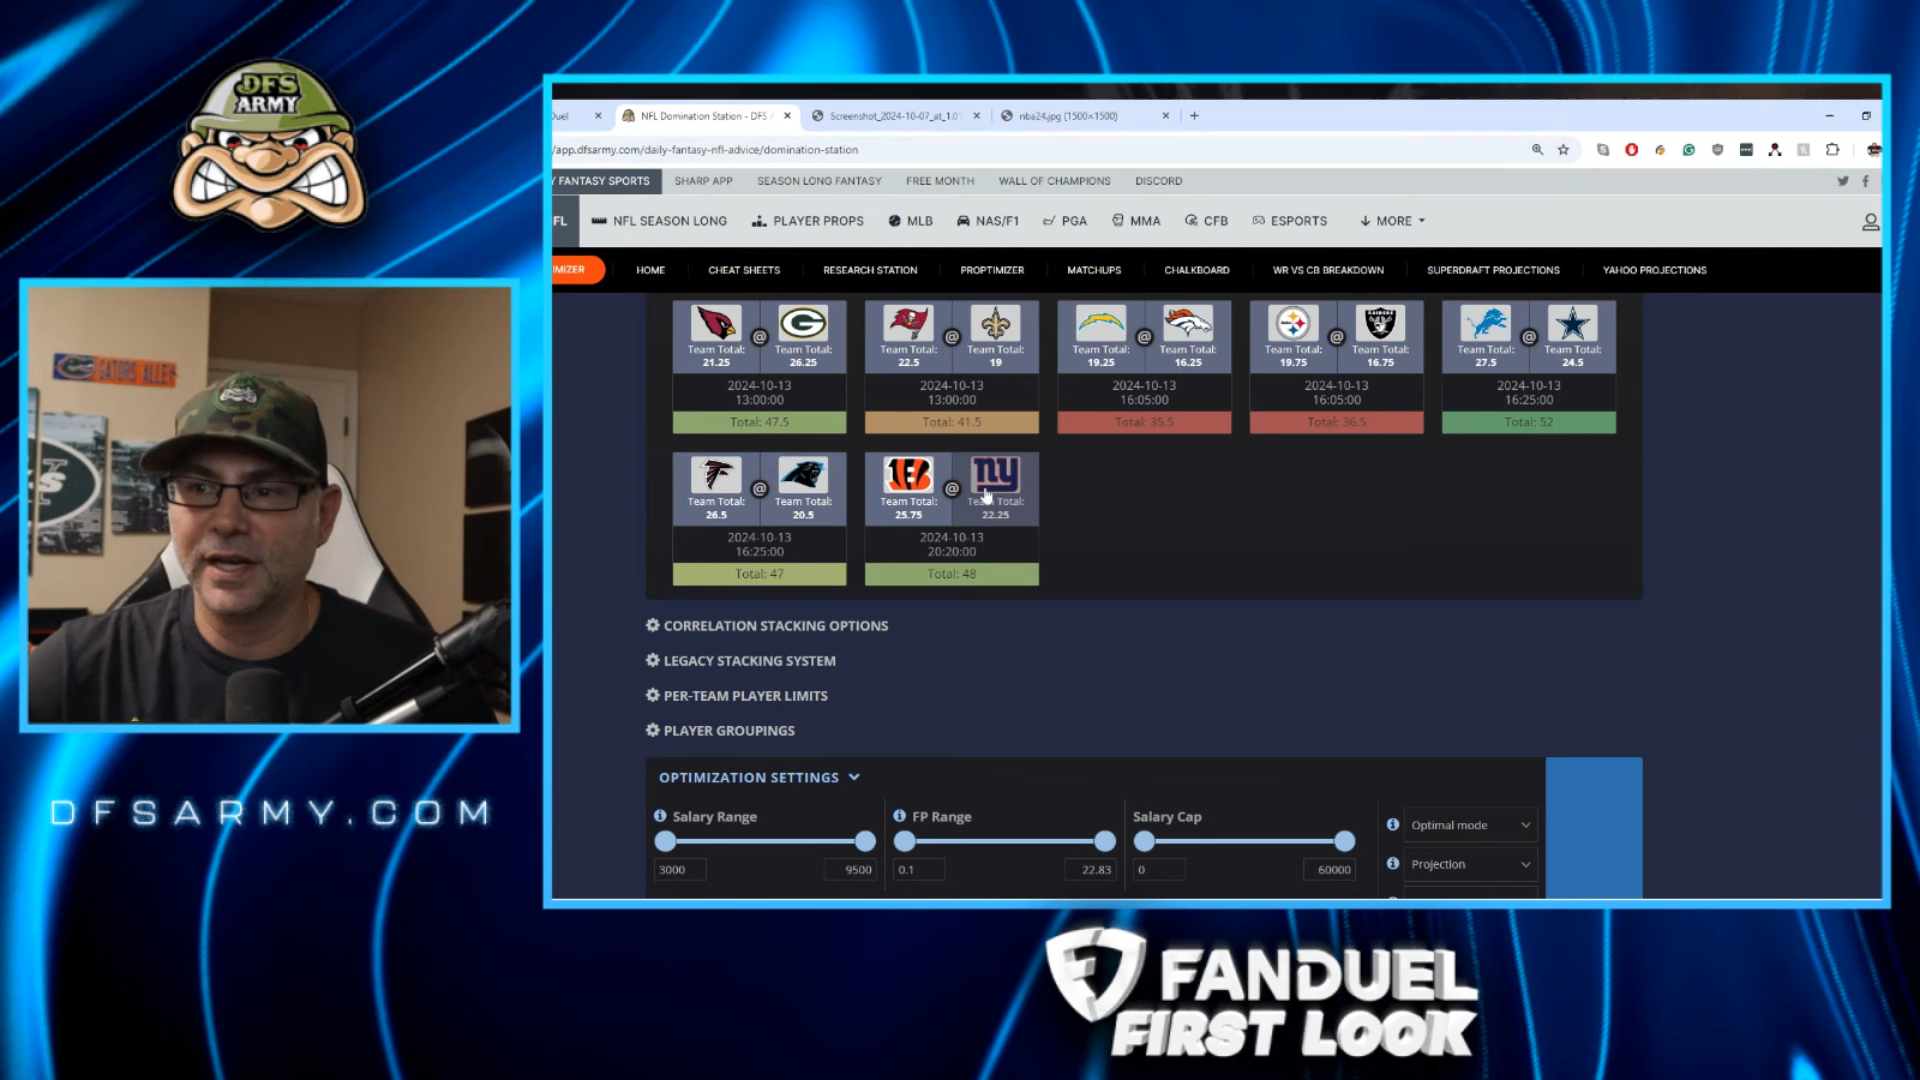 DFS
ARMY
GATORS ALLEY
DFSARMY.COM
Duel
NFL Domination Station - DFS
Screenshot_2024-10-07_at_1.0
nba24.jpg (1500×1500)
/app.dfsarmy.com/daily-fantasy-nfl-advice/domination-station
Y FANTASY SPORTS
SHARP APP
SEASON LONG FANTASY
FREE MONTH
WALL OF CHAMPIONS
DISCORD
FL
NFL SEASON LONG
PLAYER PROPS
MLB
NAS/F1
PGA
MMA
CFB
ESPORTS
MORE
IMIZER
HOME
CHEAT SHEETS
RESEARCH STATION
PROPTIMIZER
MATCHUPS
CHALKBOARD
WR VS CB BREAKDOWN
SUPERDRAFT PROJECTIONS
YAHOO PROJECTIONS
Team Total:
21.25
@
Team Total:
26.25
2024-10-13
13:00:00
Total: 47.5
Team Total:
22.5
@
Team Total:
19
2024-10-13
13:00:00
Total: 41.5
Team Total:
19.25
@
Team Total:
16.25
2024-10-13
16:05:00
Total: 35.5
Team Total:
19.75
@
Team Total:
16.75
2024-10-13
16:05:00
Total: 36.5
Team Total:
27.5
@
Team Total:
24.5
2024-10-13
16:25:00
Total: 52
Team Total:
26.5
@
Team Total:
20.5
2024-10-13
16:25:00
Total: 47
Team Total:
25.75
@
ny
Team Total:
22.25
2024-10-13
20:20:00
Total: 48
CORRELATION STACKING OPTIONS
LEGACY STACKING SYSTEM
PER-TEAM PLAYER LIMITS
PLAYER GROUPINGS
OPTIMIZATION SETTINGS
Salary Range
3000
9500
FP Range
0.1
22.83
Salary Cap
0
60000
Optimal mode
Projection
FANDUEL
FIRST LOOK